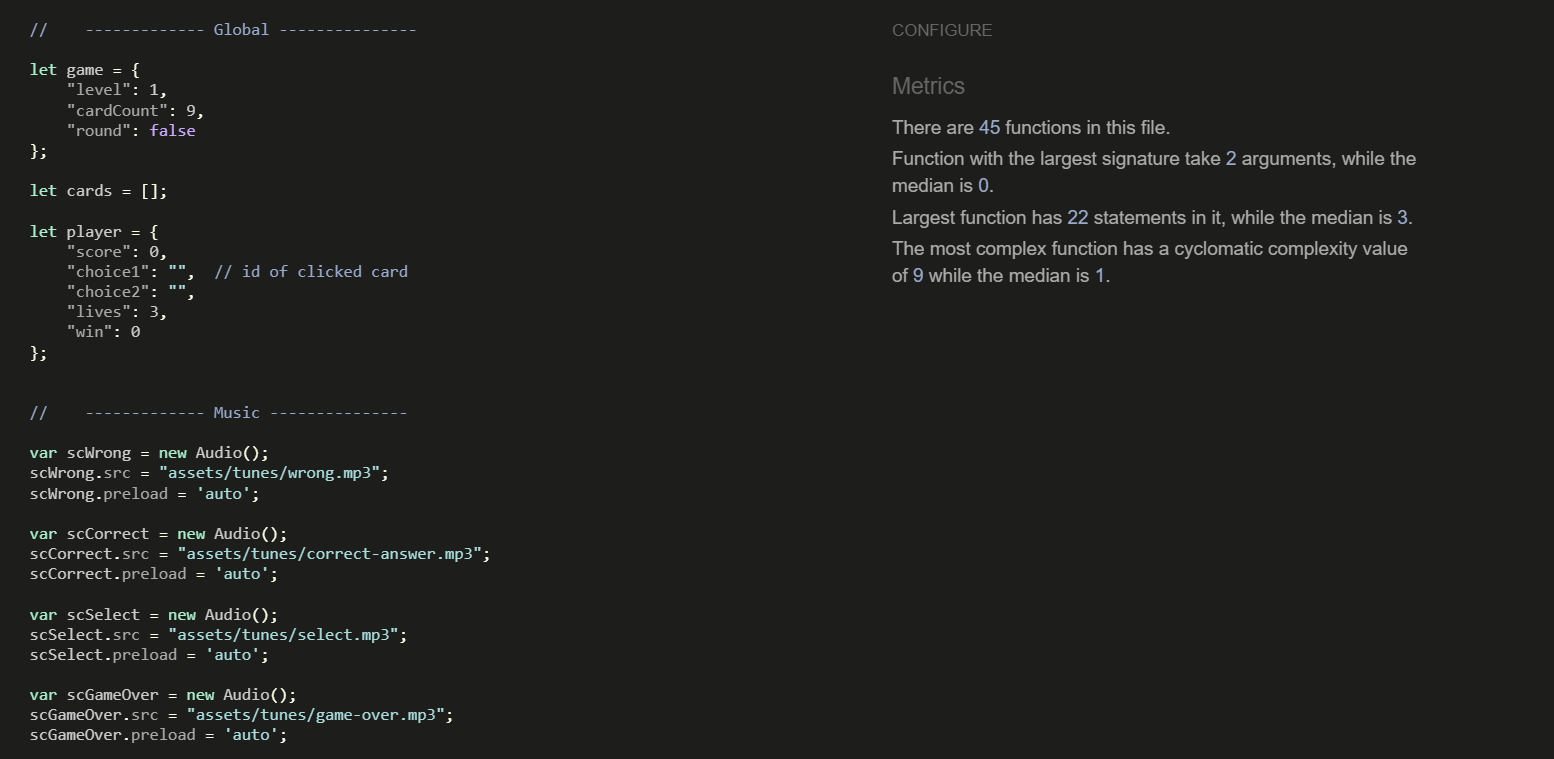 //    ------------- Global ---------------
let game = {
    "level": 1,
    "cardCount": 9,
    "round": false
};
let cards = [];
let player = {
    "score": 0,
    "choice1": "",  // id of clicked card
    "choice2": "",
    "lives": 3,
    "win": 0
};
//    ------------- Music ---------------
var scWrong = new Audio();
scWrong.src = "assets/tunes/wrong.mp3";
scWrong.preload = 'auto';
var scCorrect = new Audio();
scCorrect.src = "assets/tunes/correct-answer.mp3";
scCorrect.preload = 'auto';
var scSelect = new Audio();
scSelect.src = "assets/tunes/select.mp3";
scSelect.preload = 'auto';
var scGameOver = new Audio();
scGameOver.src = "assets/tunes/game-over.mp3";
scGameOver.preload = 'auto';
CONFIGURE
Metrics
There are 45 functions in this file.
Function with the largest signature take 2 arguments, while the
median is 0.
Largest function has 22 statements in it, while the median is 3.
The most complex function has a cyclomatic complexity value
of 9 while the median is 1.